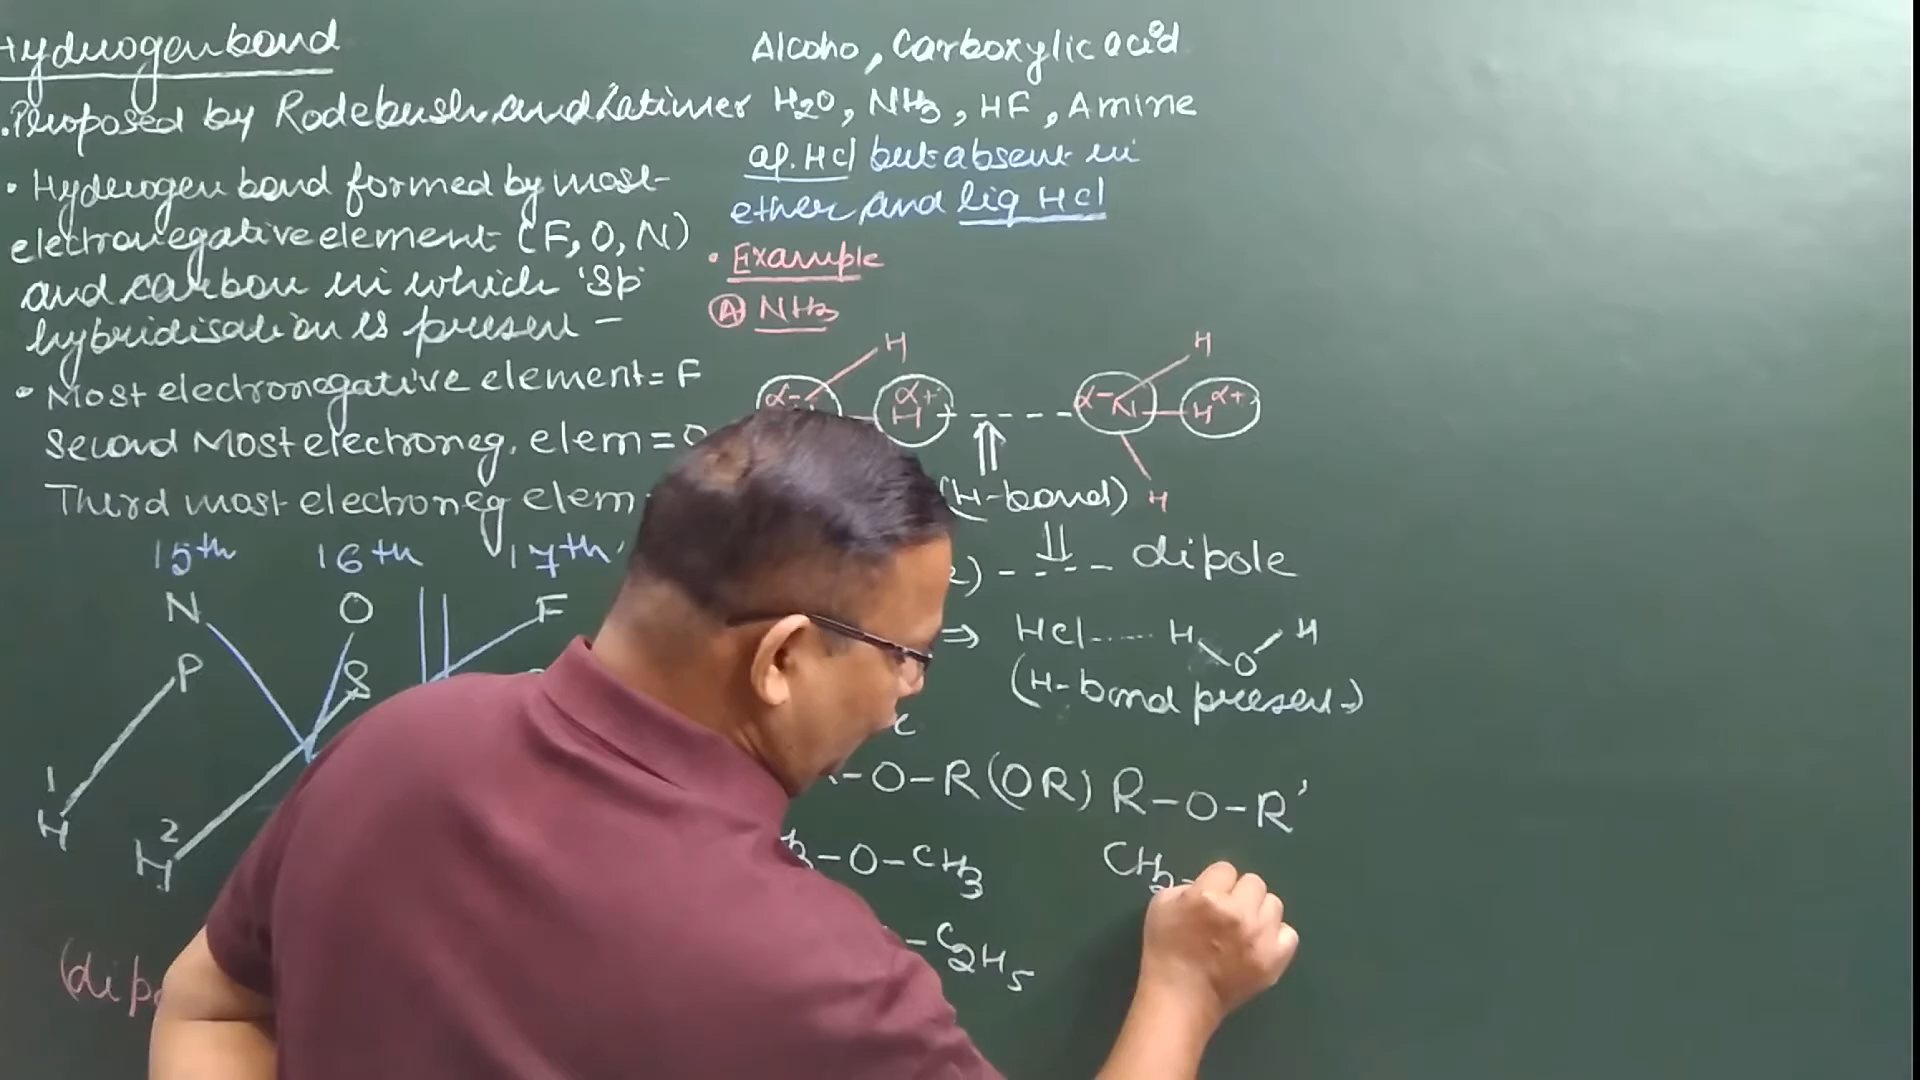 Hydrogen bond
• Proposed by Rodebush and Latimer
• Hydrogen bond formed by most
electronegative element (F, O, N)
and carbon in which 'Sp'
hybridisation is present
• Most electronegative element = F
Second Most electroneg. elem = O
Third most electroneg elem
15th 16th 17th
N O F
P S
1
H
2
H
(dipo
Alcoho, Carboxylic acid
H2O, NH3, HF, Amine
aq. HCl but absent in
ether and liq HCl
• Example
(A) NH3
H H
α- α+ α- α+
H ---- N - H
H
(H-bond)
---- dipole
⇒ HCl ...... H O H
(H-bond present)
-O-R (OR) R-O-R'
-O-CH3 CH3-
-C2H5